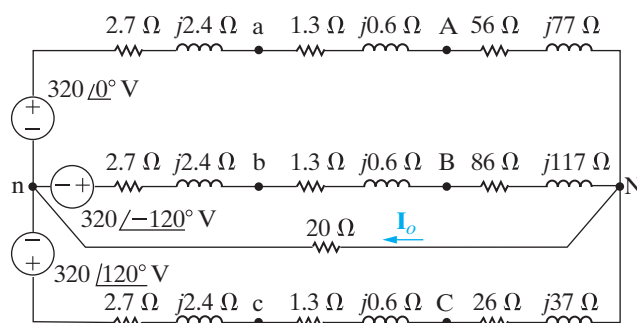 2.7 Ω j2.4 Ω a 1.3 Ω j0.6 Ω A 56 Ω j77 Ω
+
320 /0° V
−
2.7 Ω j2.4 Ω b 1.3 Ω j0.6 Ω B 86 Ω j117 Ω
n − + N
320 /−120° V
20 Ω Io
−
320 /120° V
+
2.7 Ω j2.4 Ω c 1.3 Ω j0.6 Ω C 26 Ω j37 Ω